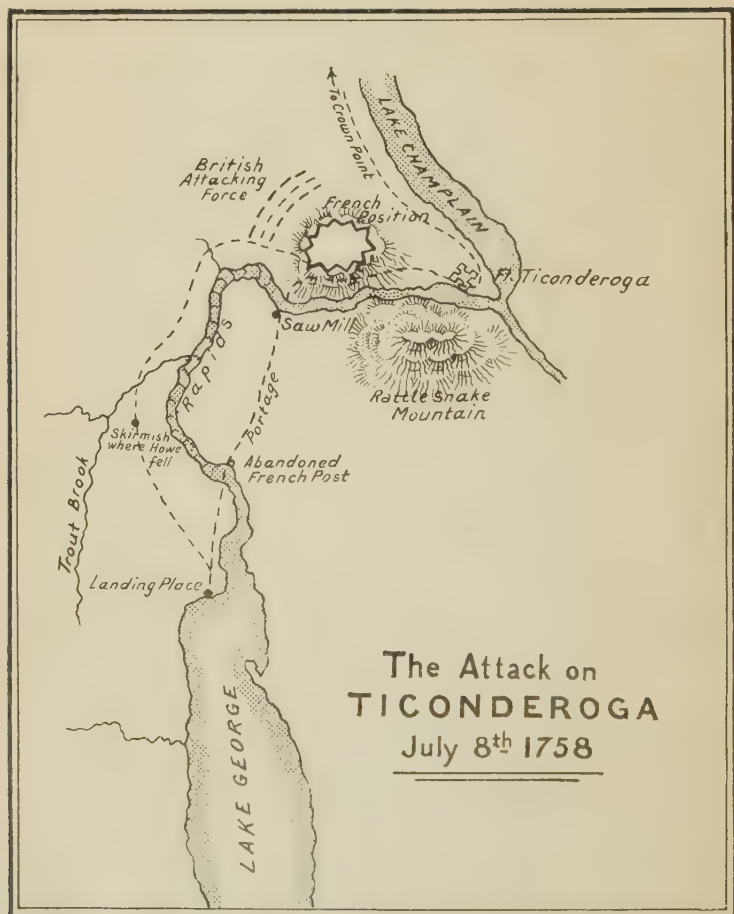 To Crown Point
LAKE CHAMPLAIN
British
Attacking
Force
French
Position
Ft. Ticonderoga
Saw Mill
Rapids
Portage
Rattle Snake
Mountain
Skirmish
where Howe
fell
Abandoned
French Post
Trout Brook
Landing Place
LAKE GEORGE
The Attack on
TICONDEROGA
July 8th 1758